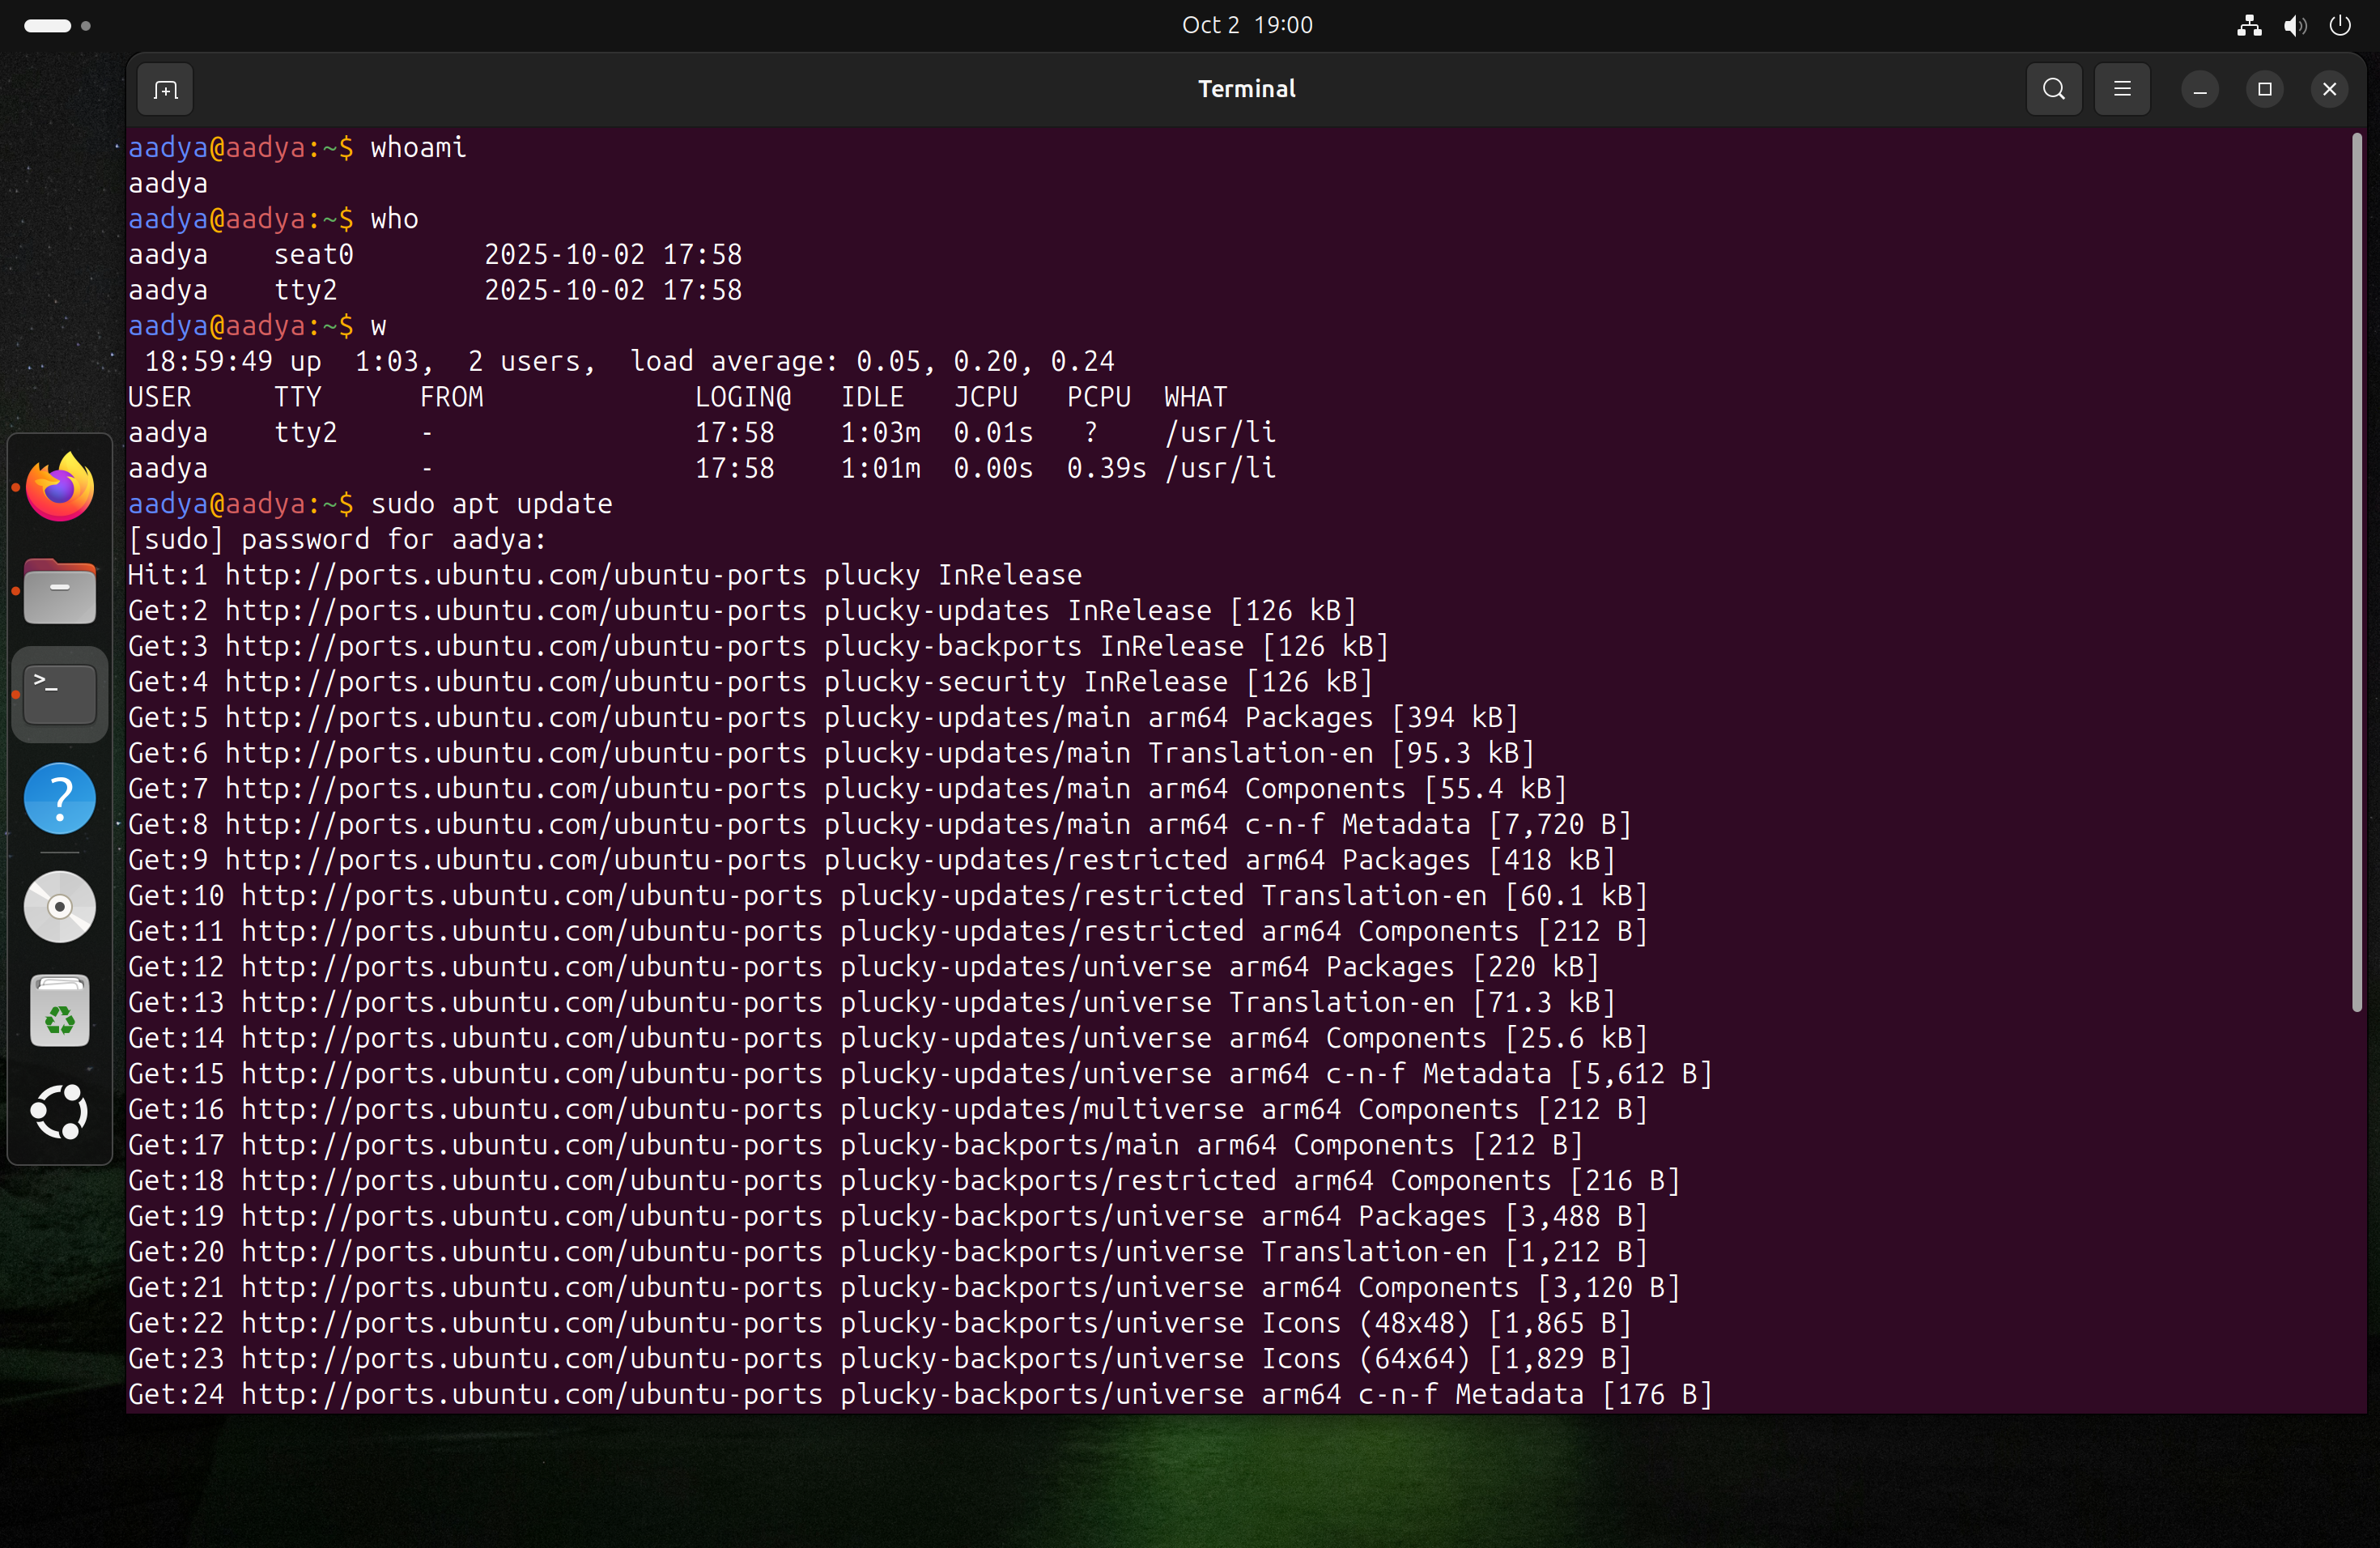 Oct 2 19:00
Terminal
aadya@aadya:~$ whoami
aadya
aadya@aadya:~$ who
aadya    seat0        2025-10-02 17:58
aadya    tty2         2025-10-02 17:58
aadya@aadya:~$ w
 18:59:49 up  1:03,  2 users,  load average: 0.05, 0.20, 0.24
USER     TTY      FROM             LOGIN@   IDLE   JCPU   PCPU  WHAT
aadya    tty2     -                17:58    1:03m  0.01s   ?    /usr/li
aadya             -                17:58    1:01m  0.00s  0.39s /usr/li
aadya@aadya:~$ sudo apt update
[sudo] password for aadya:
Hit:1 http://ports.ubuntu.com/ubuntu-ports plucky InRelease
Get:2 http://ports.ubuntu.com/ubuntu-ports plucky-updates InRelease [126 kB]
Get:3 http://ports.ubuntu.com/ubuntu-ports plucky-backports InRelease [126 kB]
Get:4 http://ports.ubuntu.com/ubuntu-ports plucky-security InRelease [126 kB]
Get:5 http://ports.ubuntu.com/ubuntu-ports plucky-updates/main arm64 Packages [394 kB]
Get:6 http://ports.ubuntu.com/ubuntu-ports plucky-updates/main Translation-en [95.3 kB]
Get:7 http://ports.ubuntu.com/ubuntu-ports plucky-updates/main arm64 Components [55.4 kB]
Get:8 http://ports.ubuntu.com/ubuntu-ports plucky-updates/main arm64 c-n-f Metadata [7,720 B]
Get:9 http://ports.ubuntu.com/ubuntu-ports plucky-updates/restricted arm64 Packages [418 kB]
Get:10 http://ports.ubuntu.com/ubuntu-ports plucky-updates/restricted Translation-en [60.1 kB]
Get:11 http://ports.ubuntu.com/ubuntu-ports plucky-updates/restricted arm64 Components [212 B]
Get:12 http://ports.ubuntu.com/ubuntu-ports plucky-updates/universe arm64 Packages [220 kB]
Get:13 http://ports.ubuntu.com/ubuntu-ports plucky-updates/universe Translation-en [71.3 kB]
Get:14 http://ports.ubuntu.com/ubuntu-ports plucky-updates/universe arm64 Components [25.6 kB]
Get:15 http://ports.ubuntu.com/ubuntu-ports plucky-updates/universe arm64 c-n-f Metadata [5,612 B]
Get:16 http://ports.ubuntu.com/ubuntu-ports plucky-updates/multiverse arm64 Components [212 B]
Get:17 http://ports.ubuntu.com/ubuntu-ports plucky-backports/main arm64 Components [212 B]
Get:18 http://ports.ubuntu.com/ubuntu-ports plucky-backports/restricted arm64 Components [216 B]
Get:19 http://ports.ubuntu.com/ubuntu-ports plucky-backports/universe arm64 Packages [3,488 B]
Get:20 http://ports.ubuntu.com/ubuntu-ports plucky-backports/universe Translation-en [1,212 B]
Get:21 http://ports.ubuntu.com/ubuntu-ports plucky-backports/universe arm64 Components [3,120 B]
Get:22 http://ports.ubuntu.com/ubuntu-ports plucky-backports/universe Icons (48x48) [1,865 B]
Get:23 http://ports.ubuntu.com/ubuntu-ports plucky-backports/universe Icons (64x64) [1,829 B]
Get:24 http://ports.ubuntu.com/ubuntu-ports plucky-backports/universe arm64 c-n-f Metadata [176 B]